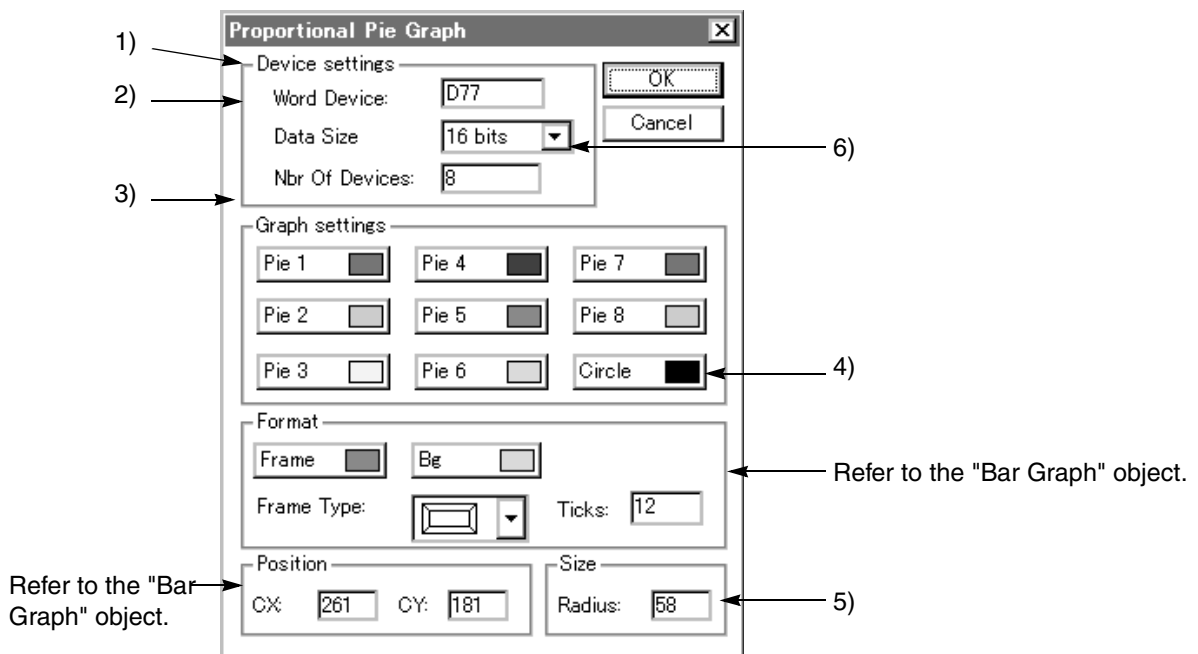 Proportional Pie Graph
1)
Device settings
OK
2)
Word Device: D77
Cancel
Data Size 16 bits
6)
Nbr Of Devices: 8
3)
Graph settings
Pie 1 Pie 4 Pie 7
Pie 2 Pie 5 Pie 8
Pie 3 Pie 6 Circle
4)
Format
Frame Bg
Refer to the "Bar Graph" object.
Frame Type: Ticks: 12
Position Size
Refer to the "Bar
Graph" object.
CX: 261 CY: 181 Radius: 58
5)